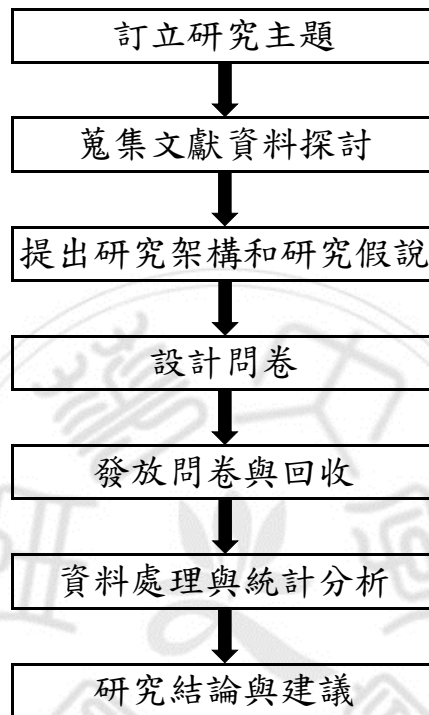 訂立研究主題
蒐集文獻資料探討
提出研究架構和研究假說
設計問卷
發放問卷與回收
資料處理與統計分析
研究結論與建議